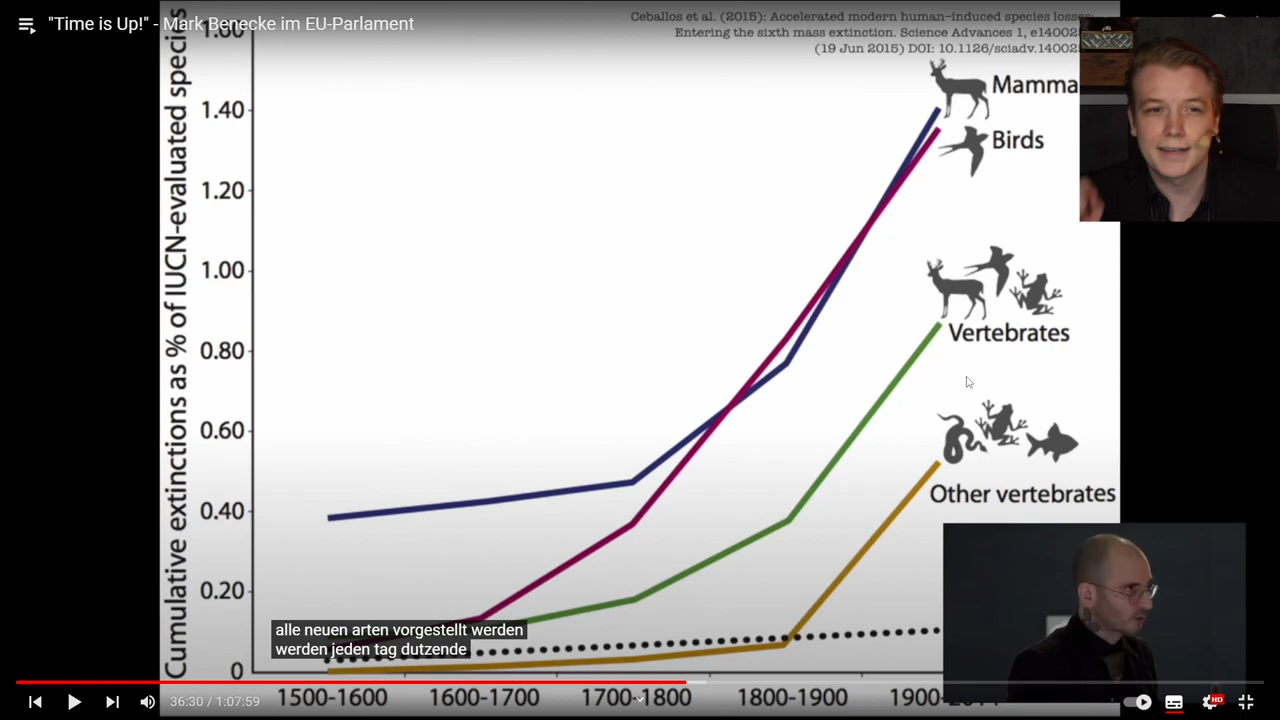 "Time is Up!" - Mark Benecke im EU-Parlament
Ceballos et al. (2015): Accelerated modern human-induced species losses:
Entering the sixth mass extinction. Science Advances 1, e14002
(19 Jun 2015) DOI: 10.1126/sciadv.14002
Cumulative extinctions as % of IUCN-evaluated species
1.60
1.40
1.20
1.00
0.80
0.60
0.40
0.20
0
Mamma
Birds
Vertebrates
Other vertebrates
alle neuen arten vorgestellt werden
werden jeden tag dutzende
1500-1600 1600-1700 1700-1800 1800-1900 1900-
36:30 / 1:07:59
HD